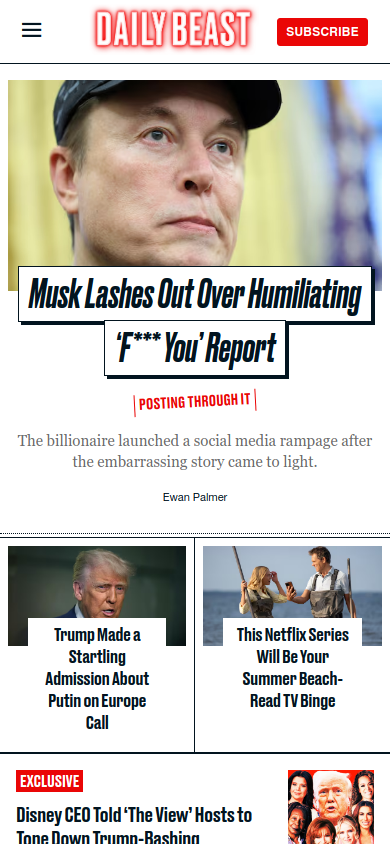 DAILY BEAST
SUBSCRIBE
Musk Lashes Out Over Humiliating
‘F*** You’ Report
POSTING THROUGH IT
The billionaire launched a social media rampage after
the embarrassing story came to light.
Ewan Palmer
Trump Made a
Startling
Admission About
Putin on Europe
Call
This Netflix Series
Will Be Your
Summer Beach-
Read TV Binge
EXCLUSIVE
Disney CEO Told ‘The View’ Hosts to
Tone Down Trump-Bashing